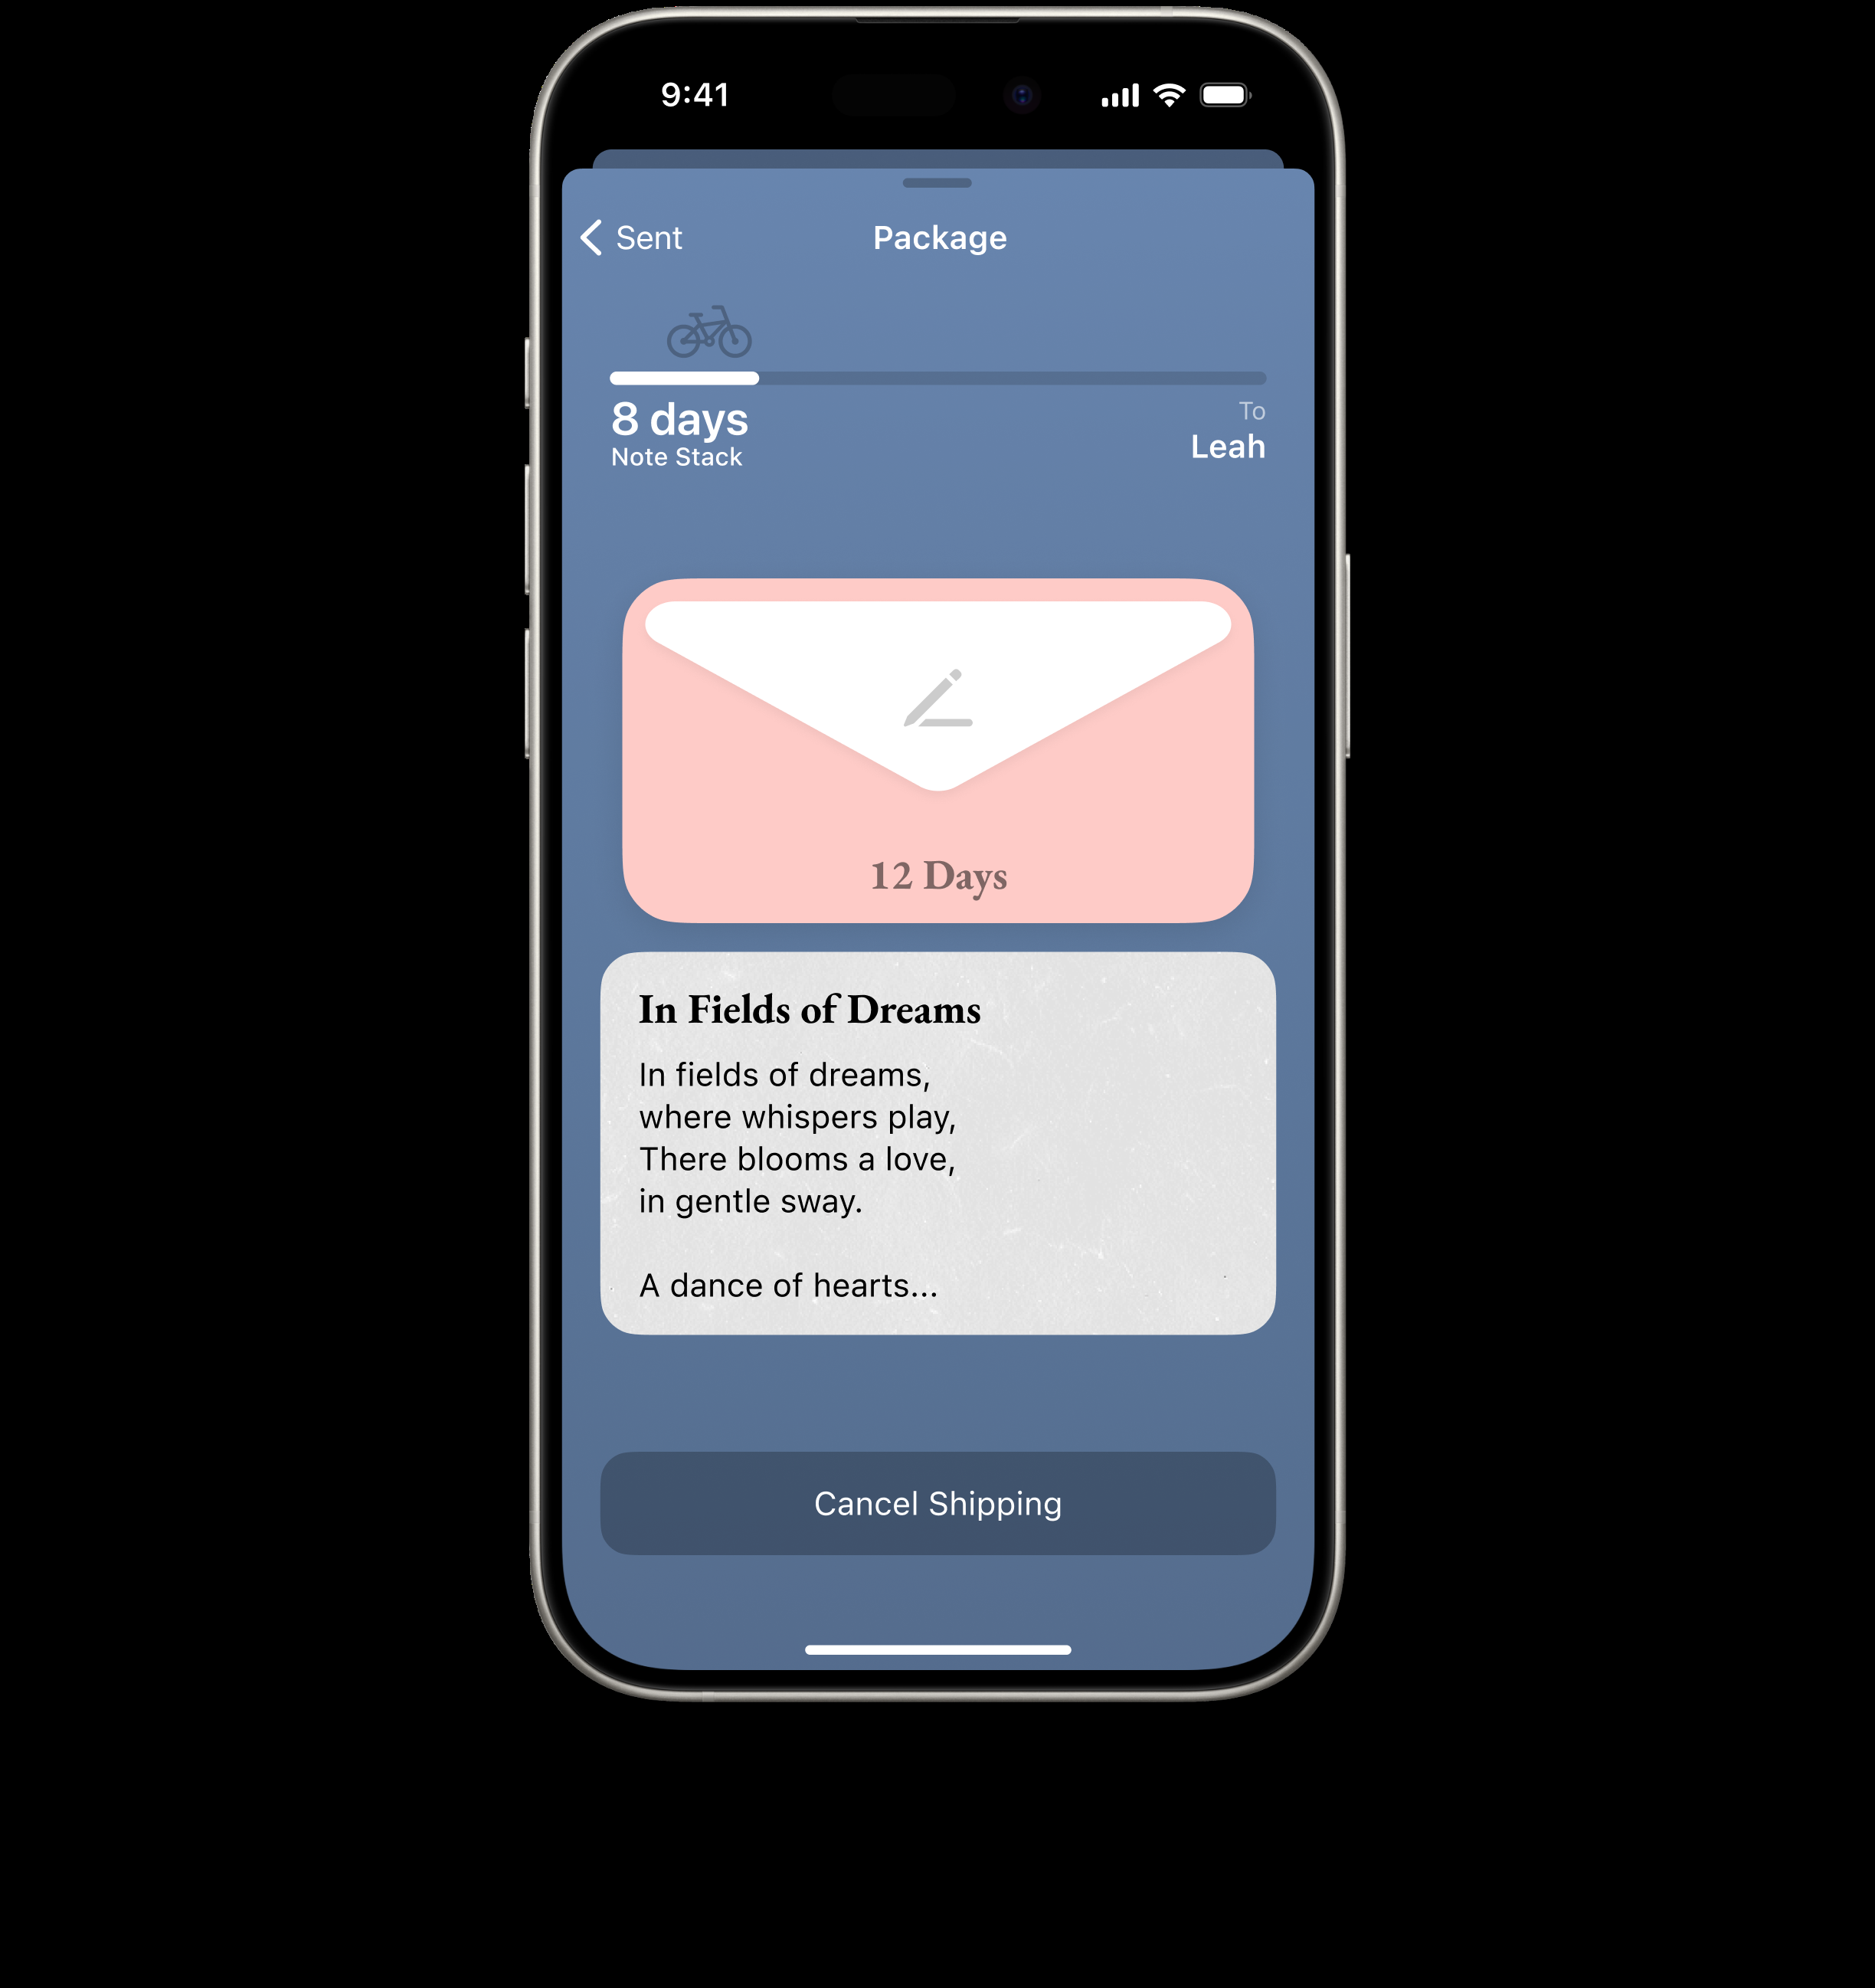 9:41
Sent
Package
8 days
Note Stack
To
Leah
12 Days
In Fields of Dreams
In fields of dreams,
where whispers play,
There blooms a love,
in gentle sway.
A dance of hearts...
Cancel Shipping